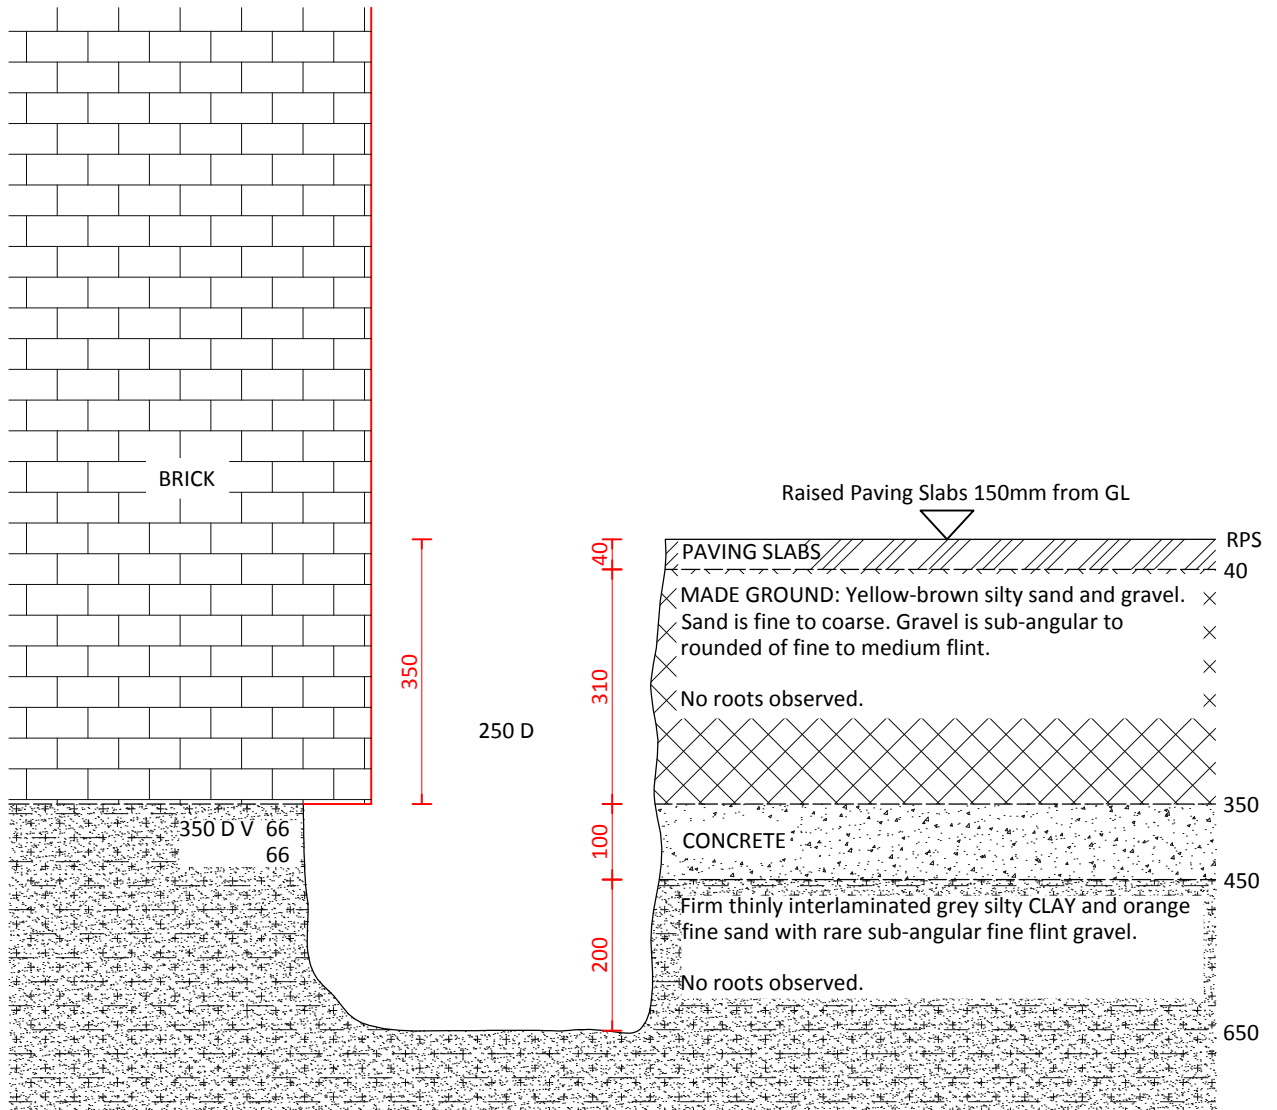 BRICK
Raised Paving Slabs 150mm from GL
RPS
PAVING SLABS
40
40
MADE GROUND: Yellow-brown silty sand and gravel.
Sand is fine to coarse. Gravel is sub-angular to
rounded of fine to medium flint.
No roots observed.
350
310
250 D
350
350 D V 66
66
100
CONCRETE
450
Firm thinly interlaminated grey silty CLAY and orange
fine sand with rare sub-angular fine flint gravel.
No roots observed.
200
650